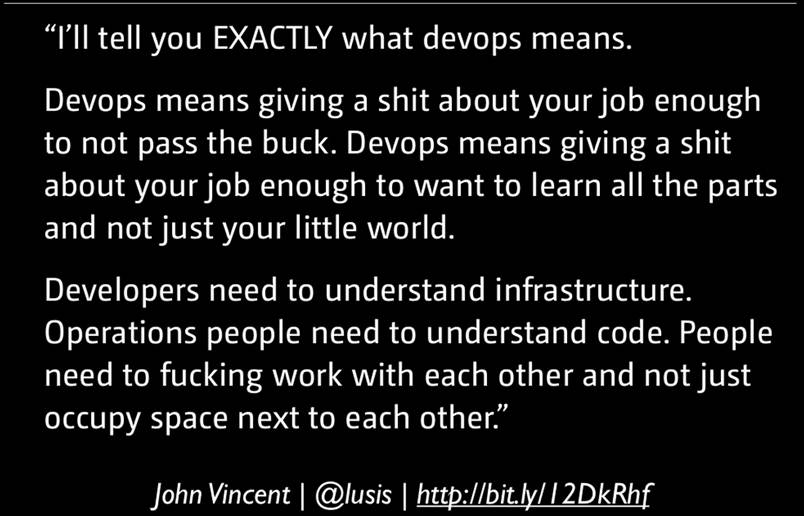 “I’ll tell you EXACTLY what devops means.
Devops means giving a shit about your job enough
to not pass the buck. Devops means giving a shit
about your job enough to want to learn all the parts
and not just your little world.
Developers need to understand infrastructure.
Operations people need to understand code. People
need to fucking work with each other and not just
occupy space next to each other.”
John Vincent | @lusis | http://bit.ly/12DkRhf